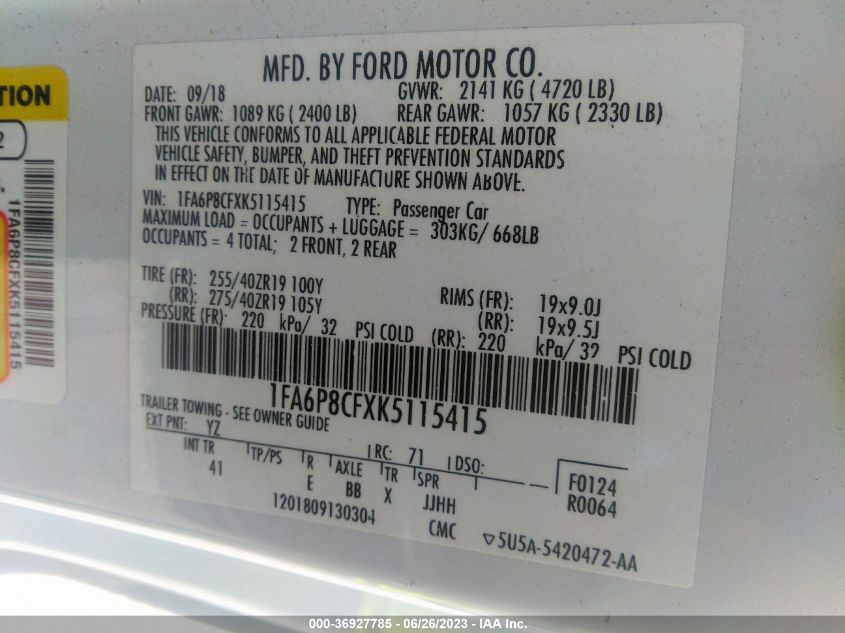 MFD. BY FORD MOTOR CO.
DATE: 09/18 GVWR: 2141 KG ( 4720 LB)
FRONT GAWR: 1089 KG ( 2400 LB) REAR GAWR: 1057 KG ( 2330 LB)
THIS VEHICLE CONFORMS TO ALL APPLICABLE FEDERAL MOTOR
VEHICLE SAFETY, BUMPER, AND THEFT PREVENTION STANDARDS
IN EFFECT ON THE DATE OF MANUFACTURE SHOWN ABOVE.
VIN: 1FA6P8CFXK5115415 TYPE: Passenger Car
MAXIMUM LOAD = OCCUPANTS + LUGGAGE = 303KG/ 668LB
OCCUPANTS = 4 TOTAL; 2 FRONT, 2 REAR
TIRE (FR): 255/40ZR19 100Y RIMS (FR): 19x9.0J
(RR): 275/40ZR19 105Y (RR): 19x9.5J
PRESSURE (FR): 220 kPa/ 32 PSI COLD (RR): 220 kPa/ 32 PSI COLD
1FA6P8CFXK5115415
TRAILER TOWING - SEE OWNER GUIDE
EXT PNT: YZ RC: 71 DSO:
INT TR TP/PS R AXLE TR SPR
41 E BB X JJHH
F0124
R0064
1201809130304 CMC ▽5U5A-5420472-AA
TION
2
1FA6P8CFXK5115415
000-36927785 - 06/26/2023 - IAA Inc.